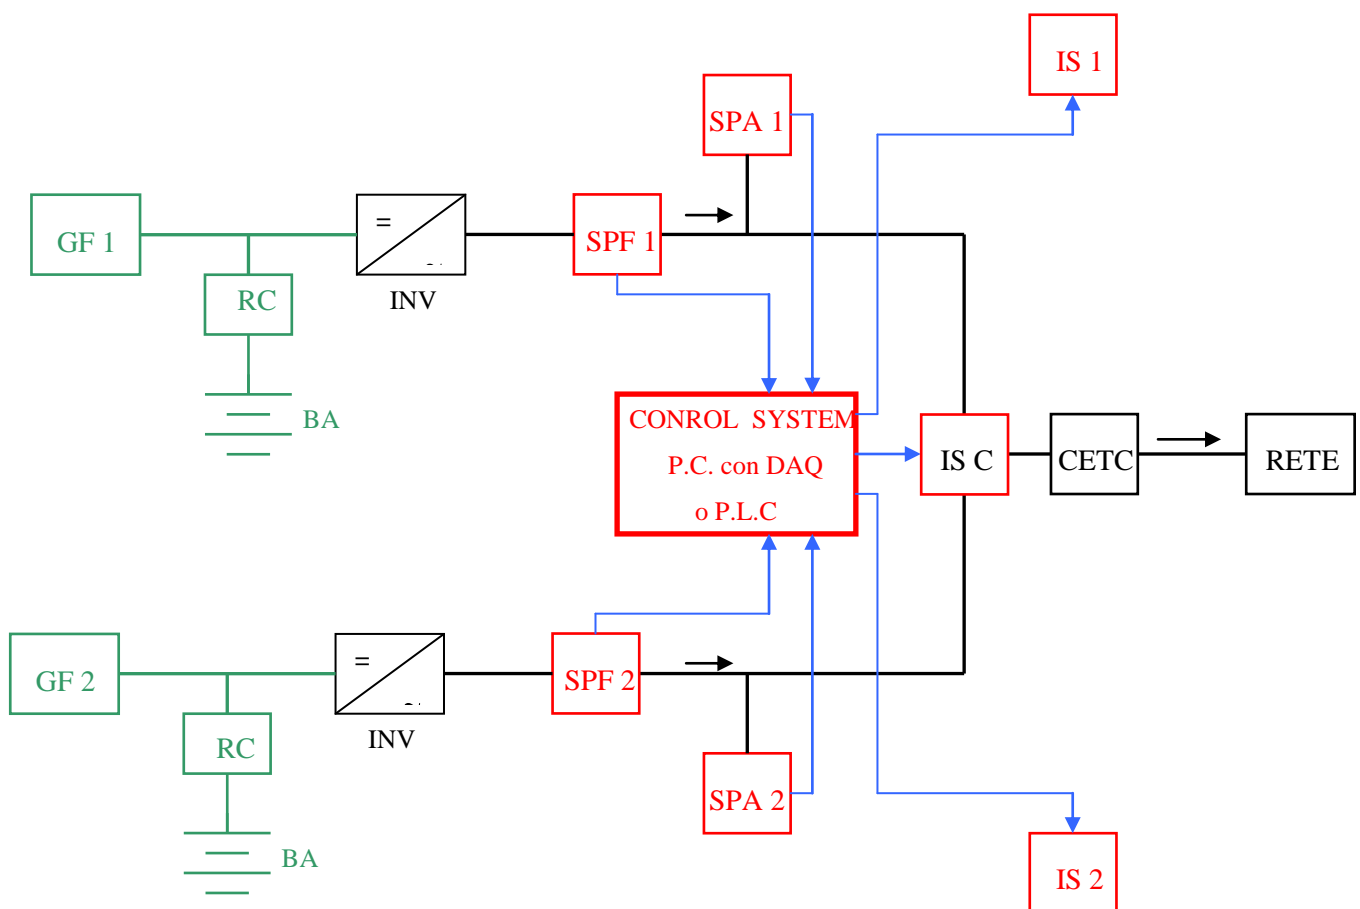 IS 1
SPA 1
GF 1
=
SPF 1
RC
INV
BA
CONROL SYSTEM
P.C. con DAQ
o P.L.C
IS C
CETC
RETE
GF 2
=
SPF 2
RC
INV
SPA 2
BA
IS 2